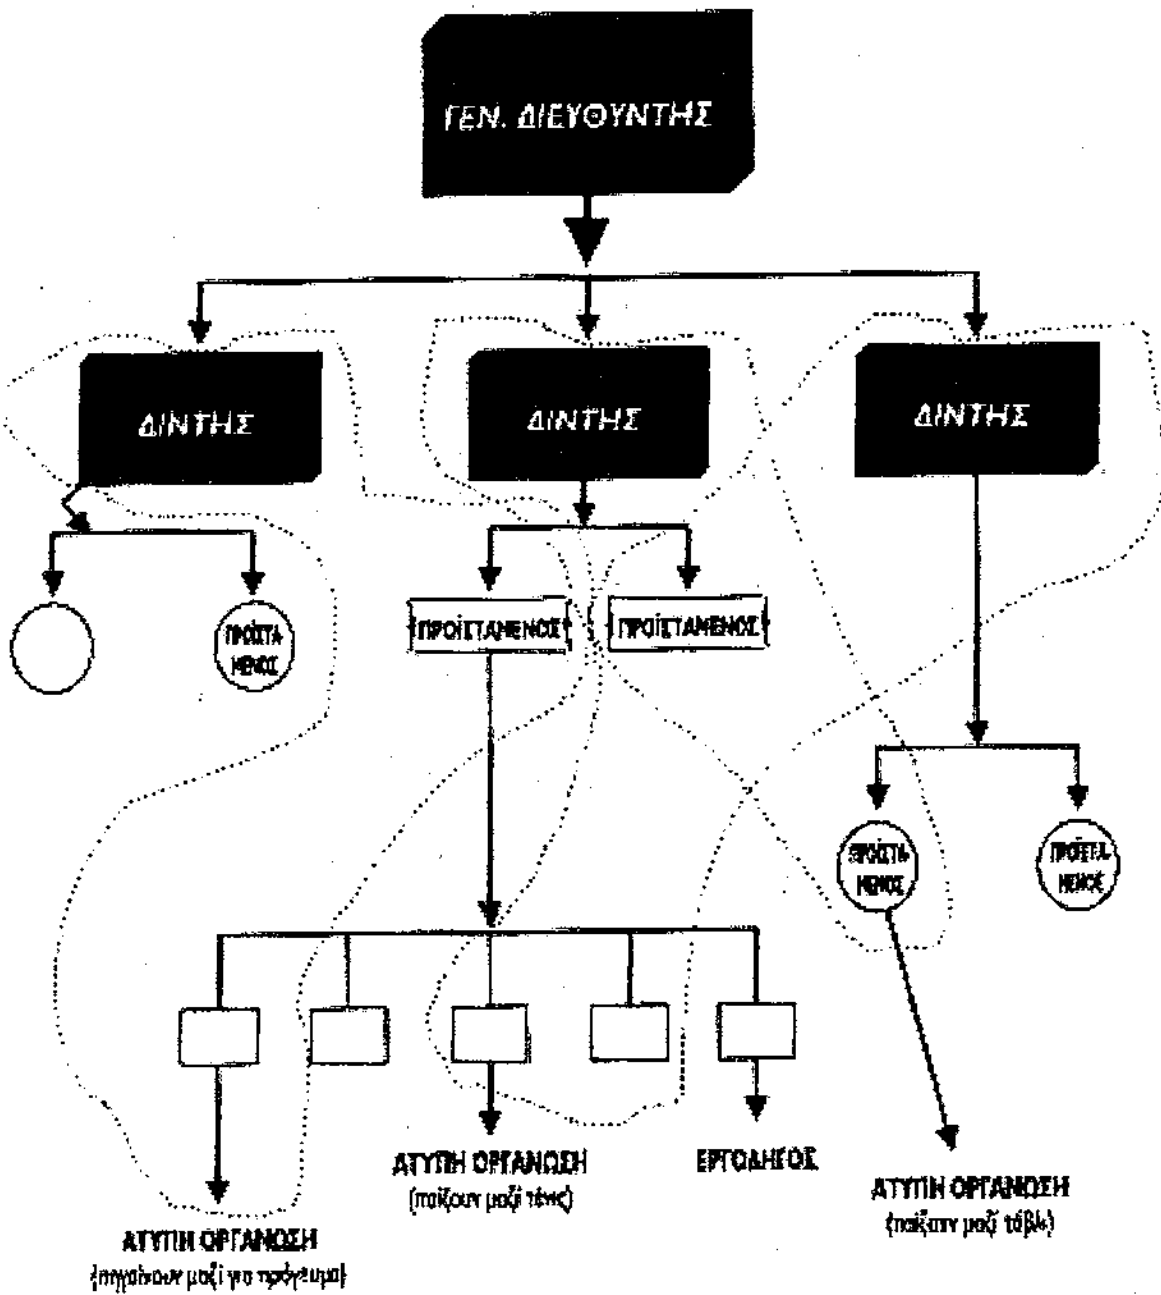 ΓΕΝ. ΔΙΕΥΘΥΝΤΗΣ
ΔΙΝΤΗΣ
ΔΙΝΤΗΣ
ΔΙΝΤΗΣ
ΠΡΟΪΣΤΑ-
ΜΕΝΟΣ
ΠΡΟΪΣΤΑΜΕΝΟΣ
ΠΡΟΪΣΤΑΜΕΝΟΣ
ΠΡΟΪΣΤΑ-
ΜΕΝΟΣ
ΠΡΟΪΣΤΑ-
ΜΕΝΟΣ
ΑΤΥΠΗ ΟΡΓΑΝΩΣΗ
(παίζουν μαζί τένις)
ΕΡΓΟΔΗΓΟΣ
ΑΤΥΠΗ ΟΡΓΑΝΩΣΗ
(παίζουν μαζί τάβλι)
ΑΤΥΠΗ ΟΡΓΑΝΩΣΗ
(πηγαίνουν μαζί για πρόγευμα)